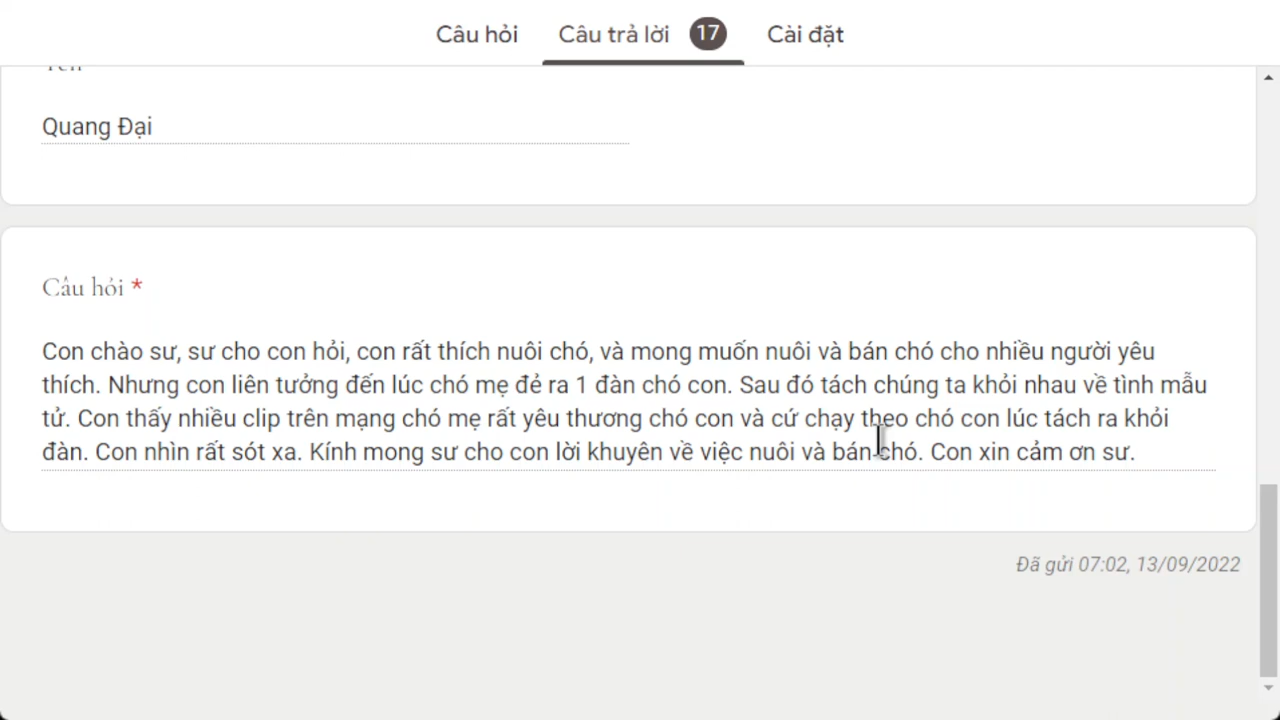 Câu hỏi Câu trả lời 17 Cài đặt
Tên
Quang Đại
Câu hỏi *
Con chào sư, sư cho con hỏi, con rất thích nuôi chó, và mong muốn nuôi và bán chó cho nhiều người yêu
thích. Nhưng con liên tưởng đến lúc chó mẹ đẻ ra 1 đàn chó con. Sau đó tách chúng ta khỏi nhau về tình mẫu
tử. Con thấy nhiều clip trên mạng chó mẹ rất yêu thương chó con và cứ chạy theo chó con lúc tách ra khỏi
đàn. Con nhìn rất sót xa. Kính mong sư cho con lời khuyên về việc nuôi và bán chó. Con xin cảm ơn sư.
Đã gửi 07:02, 13/09/2022